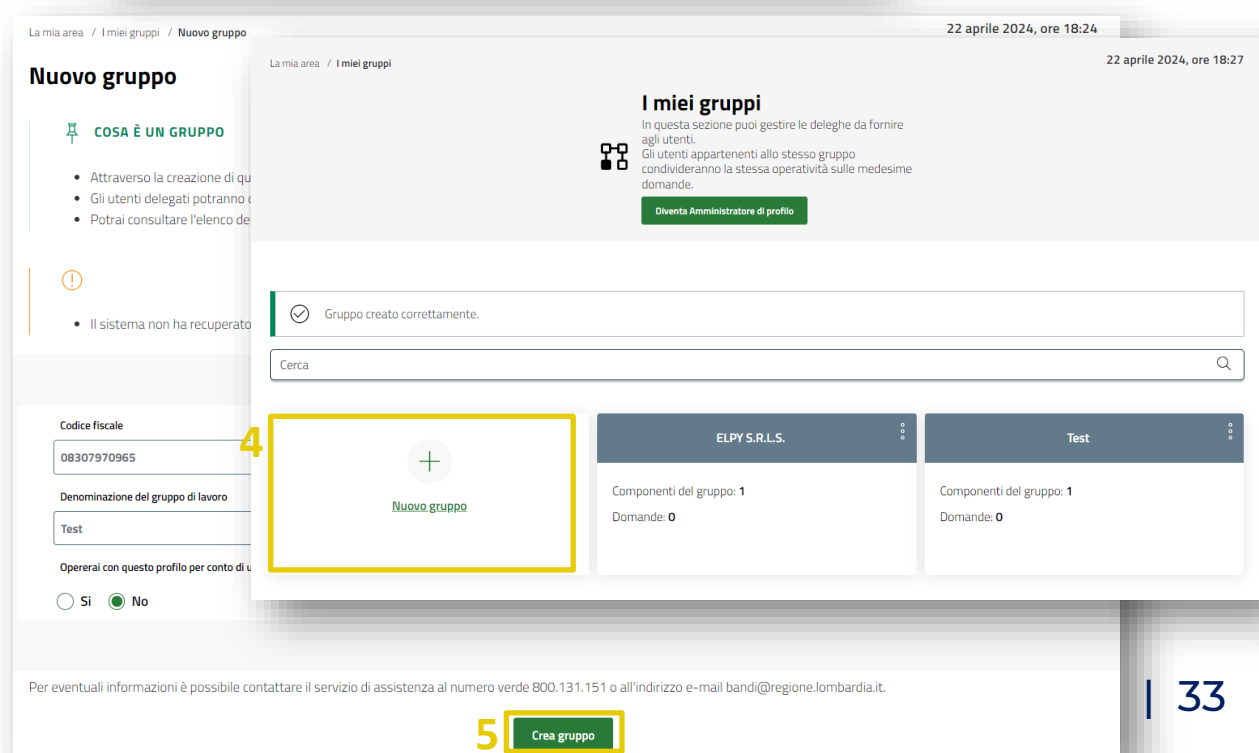 La mia area / I miei gruppi / Nuovo gruppo
22 aprile 2024, ore 18:24
Nuovo gruppo
COSA È UN GRUPPO
Attraverso la creazione di qu
Gli utenti delegati potranno
Potrai consultare l'elenco de
Il sistema non ha recuperato
Codice fiscale
08307970965
Denominazione del gruppo di lavoro
Test
Opererai con questo profilo per conto di u
Si No
Per eventuali informazioni è possibile contattare il servizio di assistenza al numero verde 800.131.151 o all'indirizzo e-mail bandi@regione.lombardia.it.
5 Crea gruppo
La mia area / I miei gruppi
22 aprile 2024, ore 18:27
I miei gruppi
In questa sezione puoi gestire le deleghe da fornire
agli utenti.
Gli utenti appartenenti allo stesso gruppo
condivideranno la stessa operatività sulle medesime
domande.
Diventa Amministratore di profilo
Gruppo creato correttamente.
Cerca
4
Nuovo gruppo
ELPY S.R.L.S.
Componenti del gruppo: 1
Domande: 0
Test
Componenti del gruppo: 1
Domande: 0
| 33